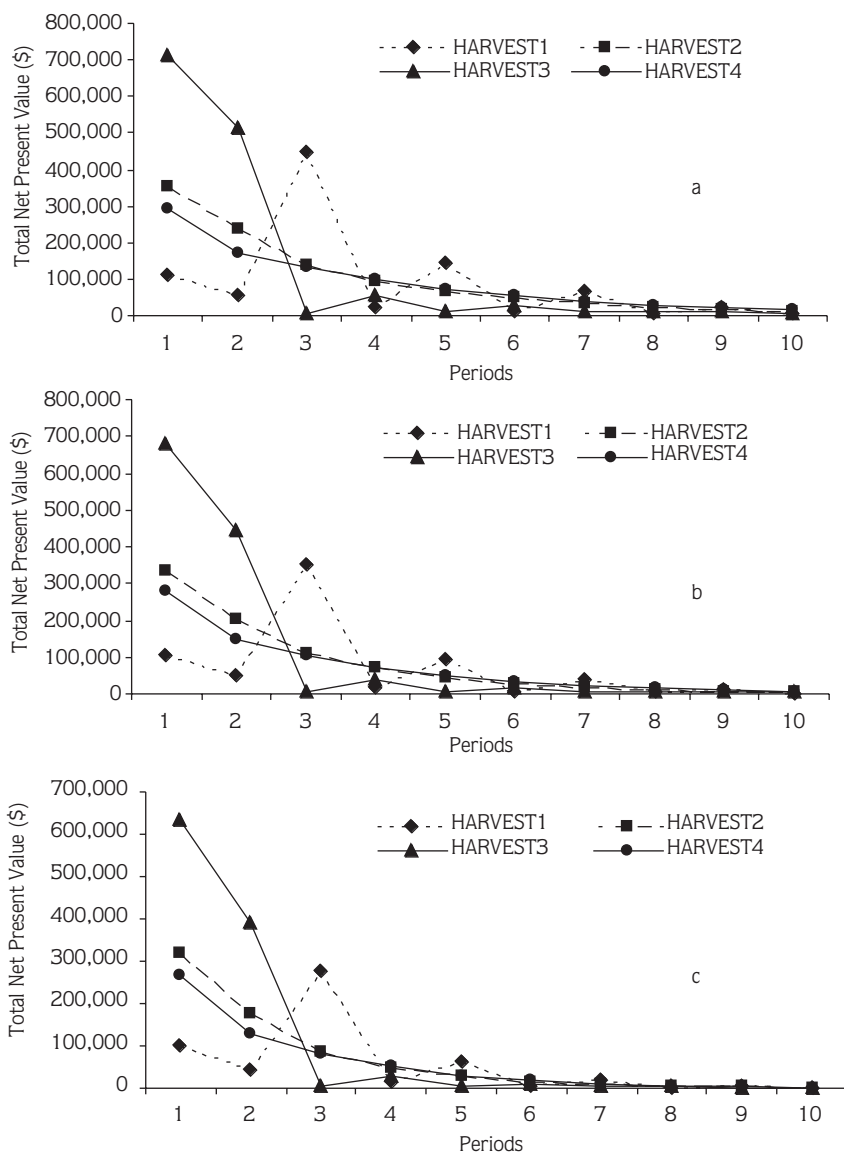 800,000
700,000
600,000
500,000
400,000
300,000
200,000
100,000
0
Total Net Present Value ($)
HARVEST1 HARVEST2
HARVEST3 HARVEST4
a
1 2 3 4 5 6 7 8 9 10
Periods
800,000
700,000
600,000
500,000
400,000
300,000
200,000
100,000
0
Total Net Present Value ($)
HARVEST1 HARVEST2
HARVEST3 HARVEST4
b
1 2 3 4 5 6 7 8 9 10
Periods
700,000
600,000
500,000
400,000
300,000
200,000
100,000
0
Total Net Present Value ($)
HARVEST1 HARVEST2
HARVEST3 HARVEST4
c
1 2 3 4 5 6 7 8 9 10
Periods